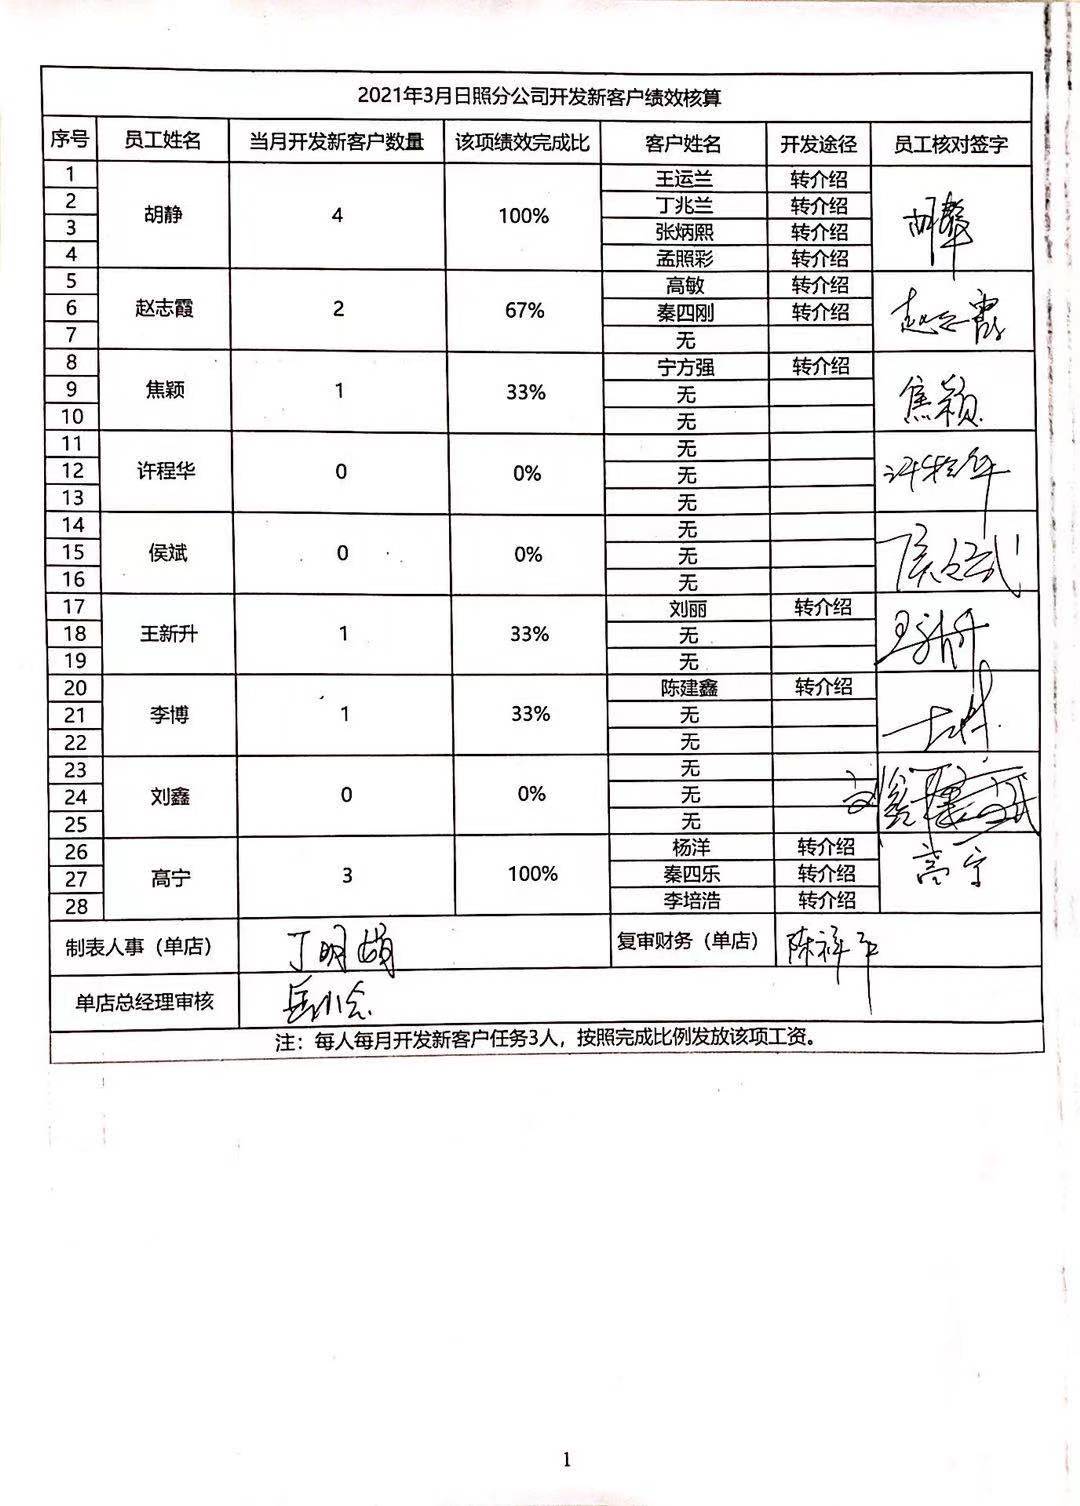 2021年3月日照分公司开发新客户绩效核算
序号 员工姓名 当月开发新客户数量 该项绩效完成比 客户姓名 开发途径 员工核对签字
1 王运兰 转介绍
2 胡静 4 100% 丁兆兰 转介绍
3 张炳熙 转介绍
4 孟照彩 转介绍
5 高敏 转介绍
6 赵志霞 2 67% 秦四刚 转介绍 赵志霞
7 无
8 宁方强 转介绍
9 焦颖 1 33% 无 焦颖
10 无
11 无
12 许程华 0 0% 无 许程华
13 无
14 无
15 侯斌 0 0% 无
16 无
17 刘丽 转介绍
18 王新升 1 33% 无 王新升
19 无
20 陈建鑫 转介绍
21 李博 1 33% 无
22 无
23 无
24 刘鑫 0 0% 无 刘鑫
25 无
26 杨洋 转介绍
27 高宁 3 100% 秦四乐 转介绍 高宁
28 李培浩 转介绍
制表人事（单店） 复审财务（单店） 陈祥平
单店总经理审核
注：每人每月开发新客户任务3人，按照完成比例发放该项工资。
1